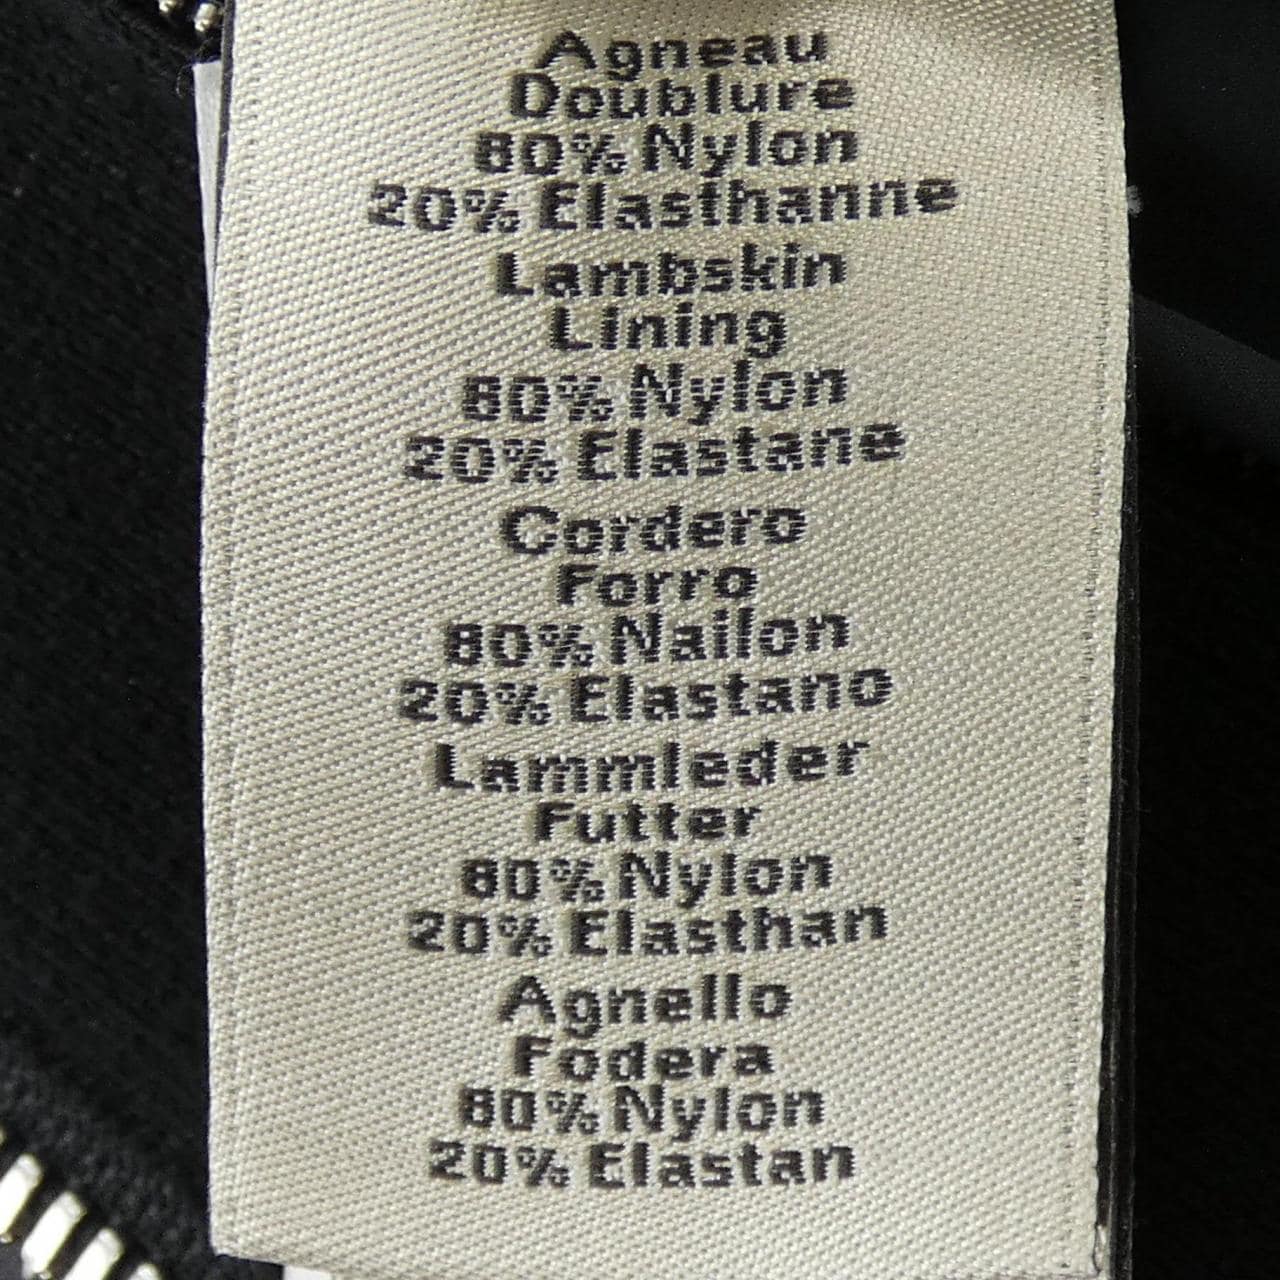 Agneau
Doublure
80% Nylon
20% Elasthanne
Lambskin
Lining
80% Nylon
20% Elastane
Cordero
Forro
80% Nailon
20% Elastano
Lammleder
Futter
80% Nylon
20% Elasthan
Agnello
Fodera
80% Nylon
20% Elastan